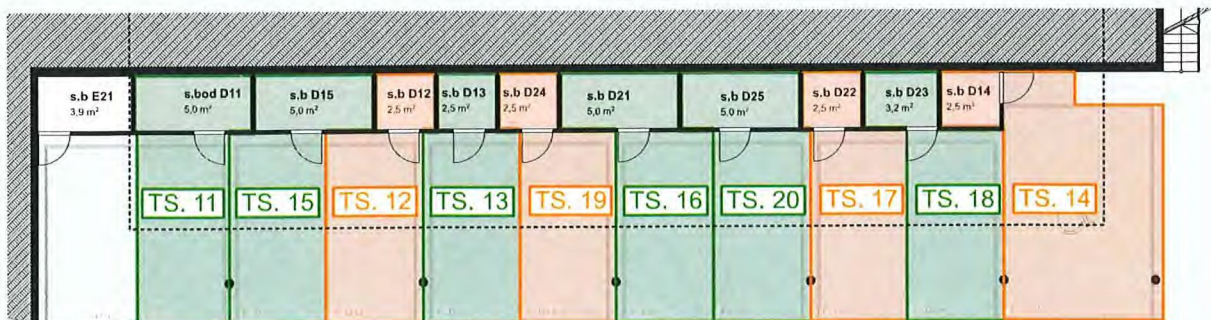 s.b E21
3,9 m²
s.bod D11
5,0 m²
s.b D15
5,0 m²
s.b D12
2,5 m²
s.b D13
2,5 m²
s.b D24
2,5 m²
s.b D21
5,0 m²
s.b D25
5,0 m²
s.b D22
2,5 m²
s.b D23
3,2 m²
s.b D14
2,5 m²
TS. 11
TS. 15
TS. 12
TS. 13
TS. 19
TS. 16
TS. 20
TS. 17
TS. 18
TS. 14